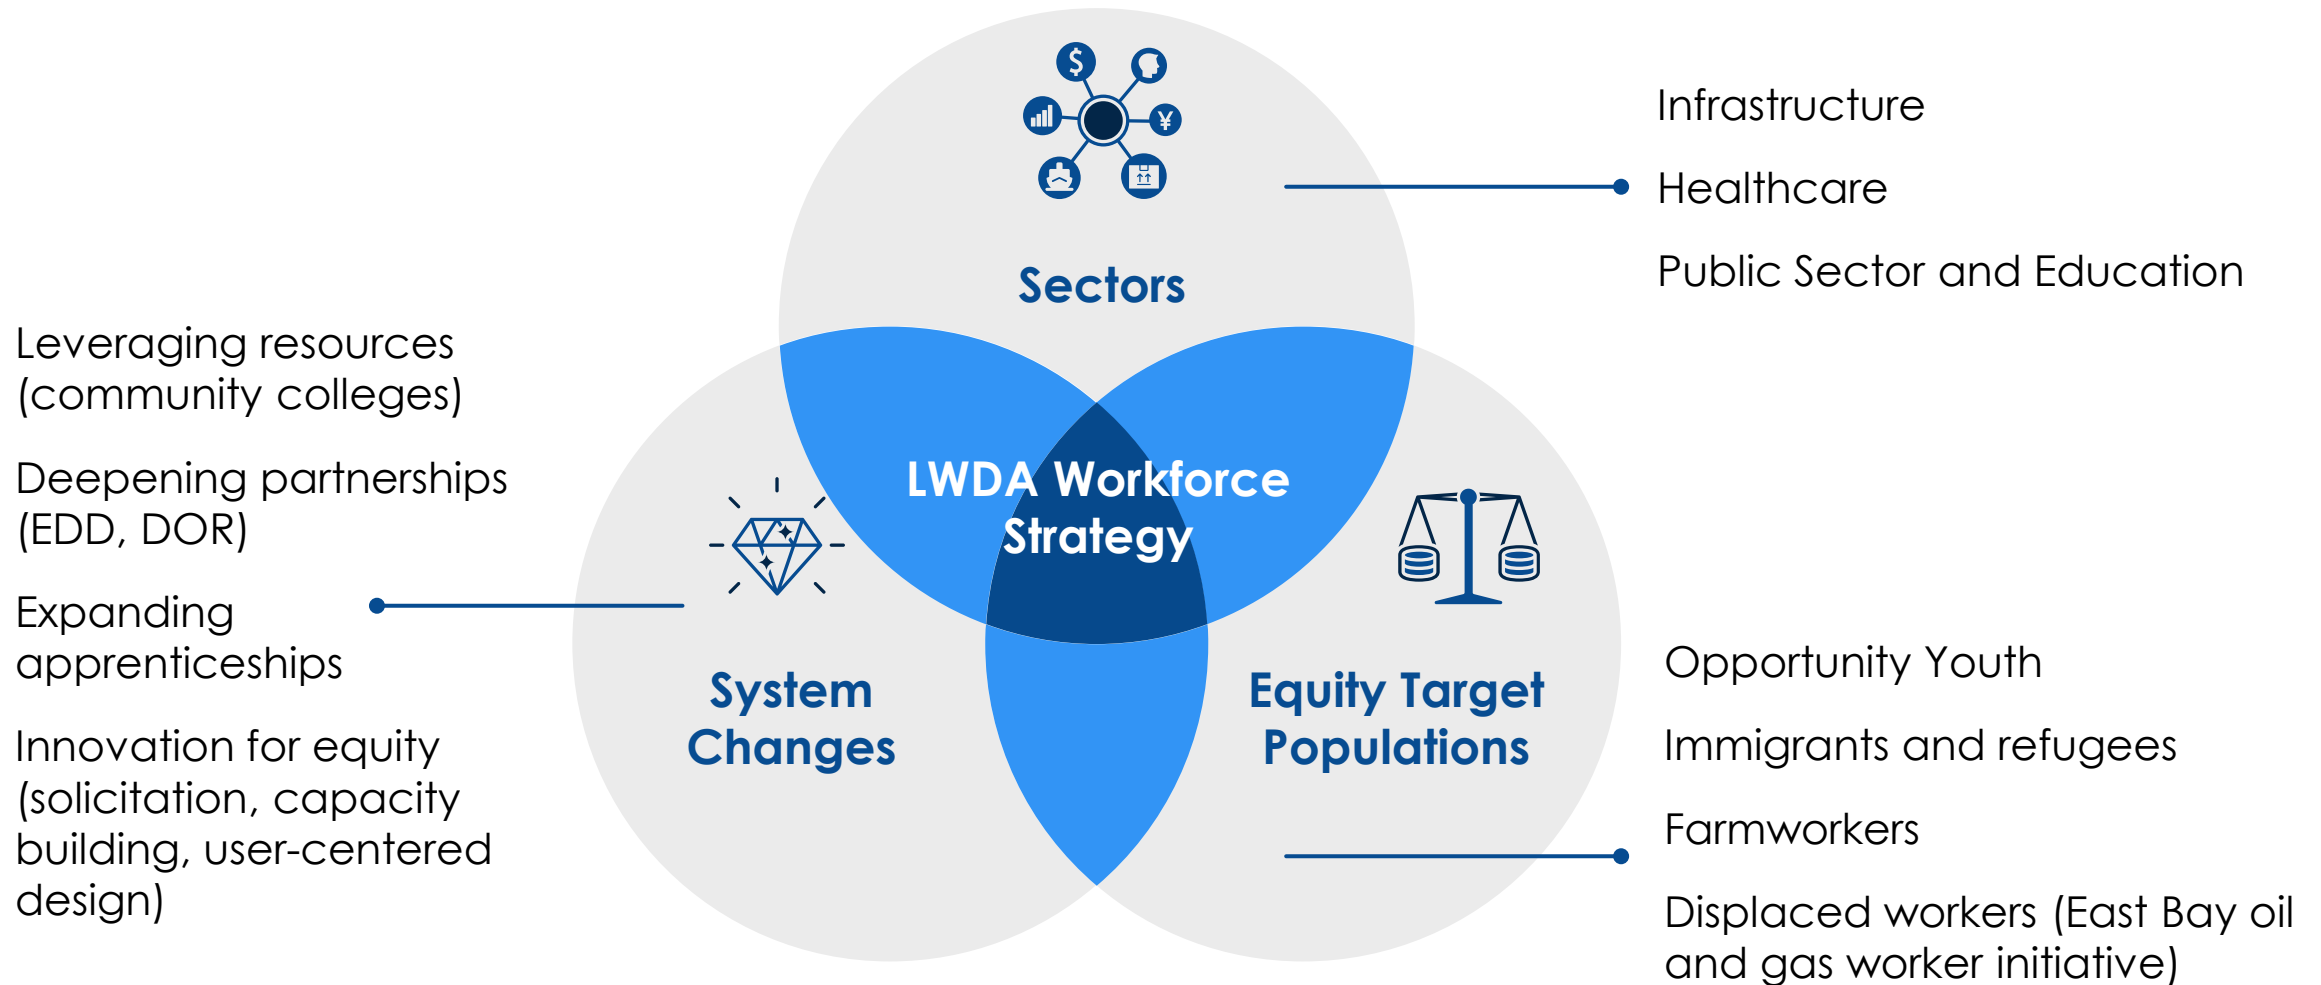 $
¥
Sectors
Infrastructure
Healthcare
Public Sector and Education
Leveraging resources
(community colleges)
Deepening partnerships
(EDD, DOR)
Expanding
apprenticeships
Innovation for equity
(solicitation, capacity
building, user-centered
design)
LWDA Workforce
Strategy
System
Changes
Equity Target
Populations
Opportunity Youth
Immigrants and refugees
Farmworkers
Displaced workers (East Bay oil
and gas worker initiative)